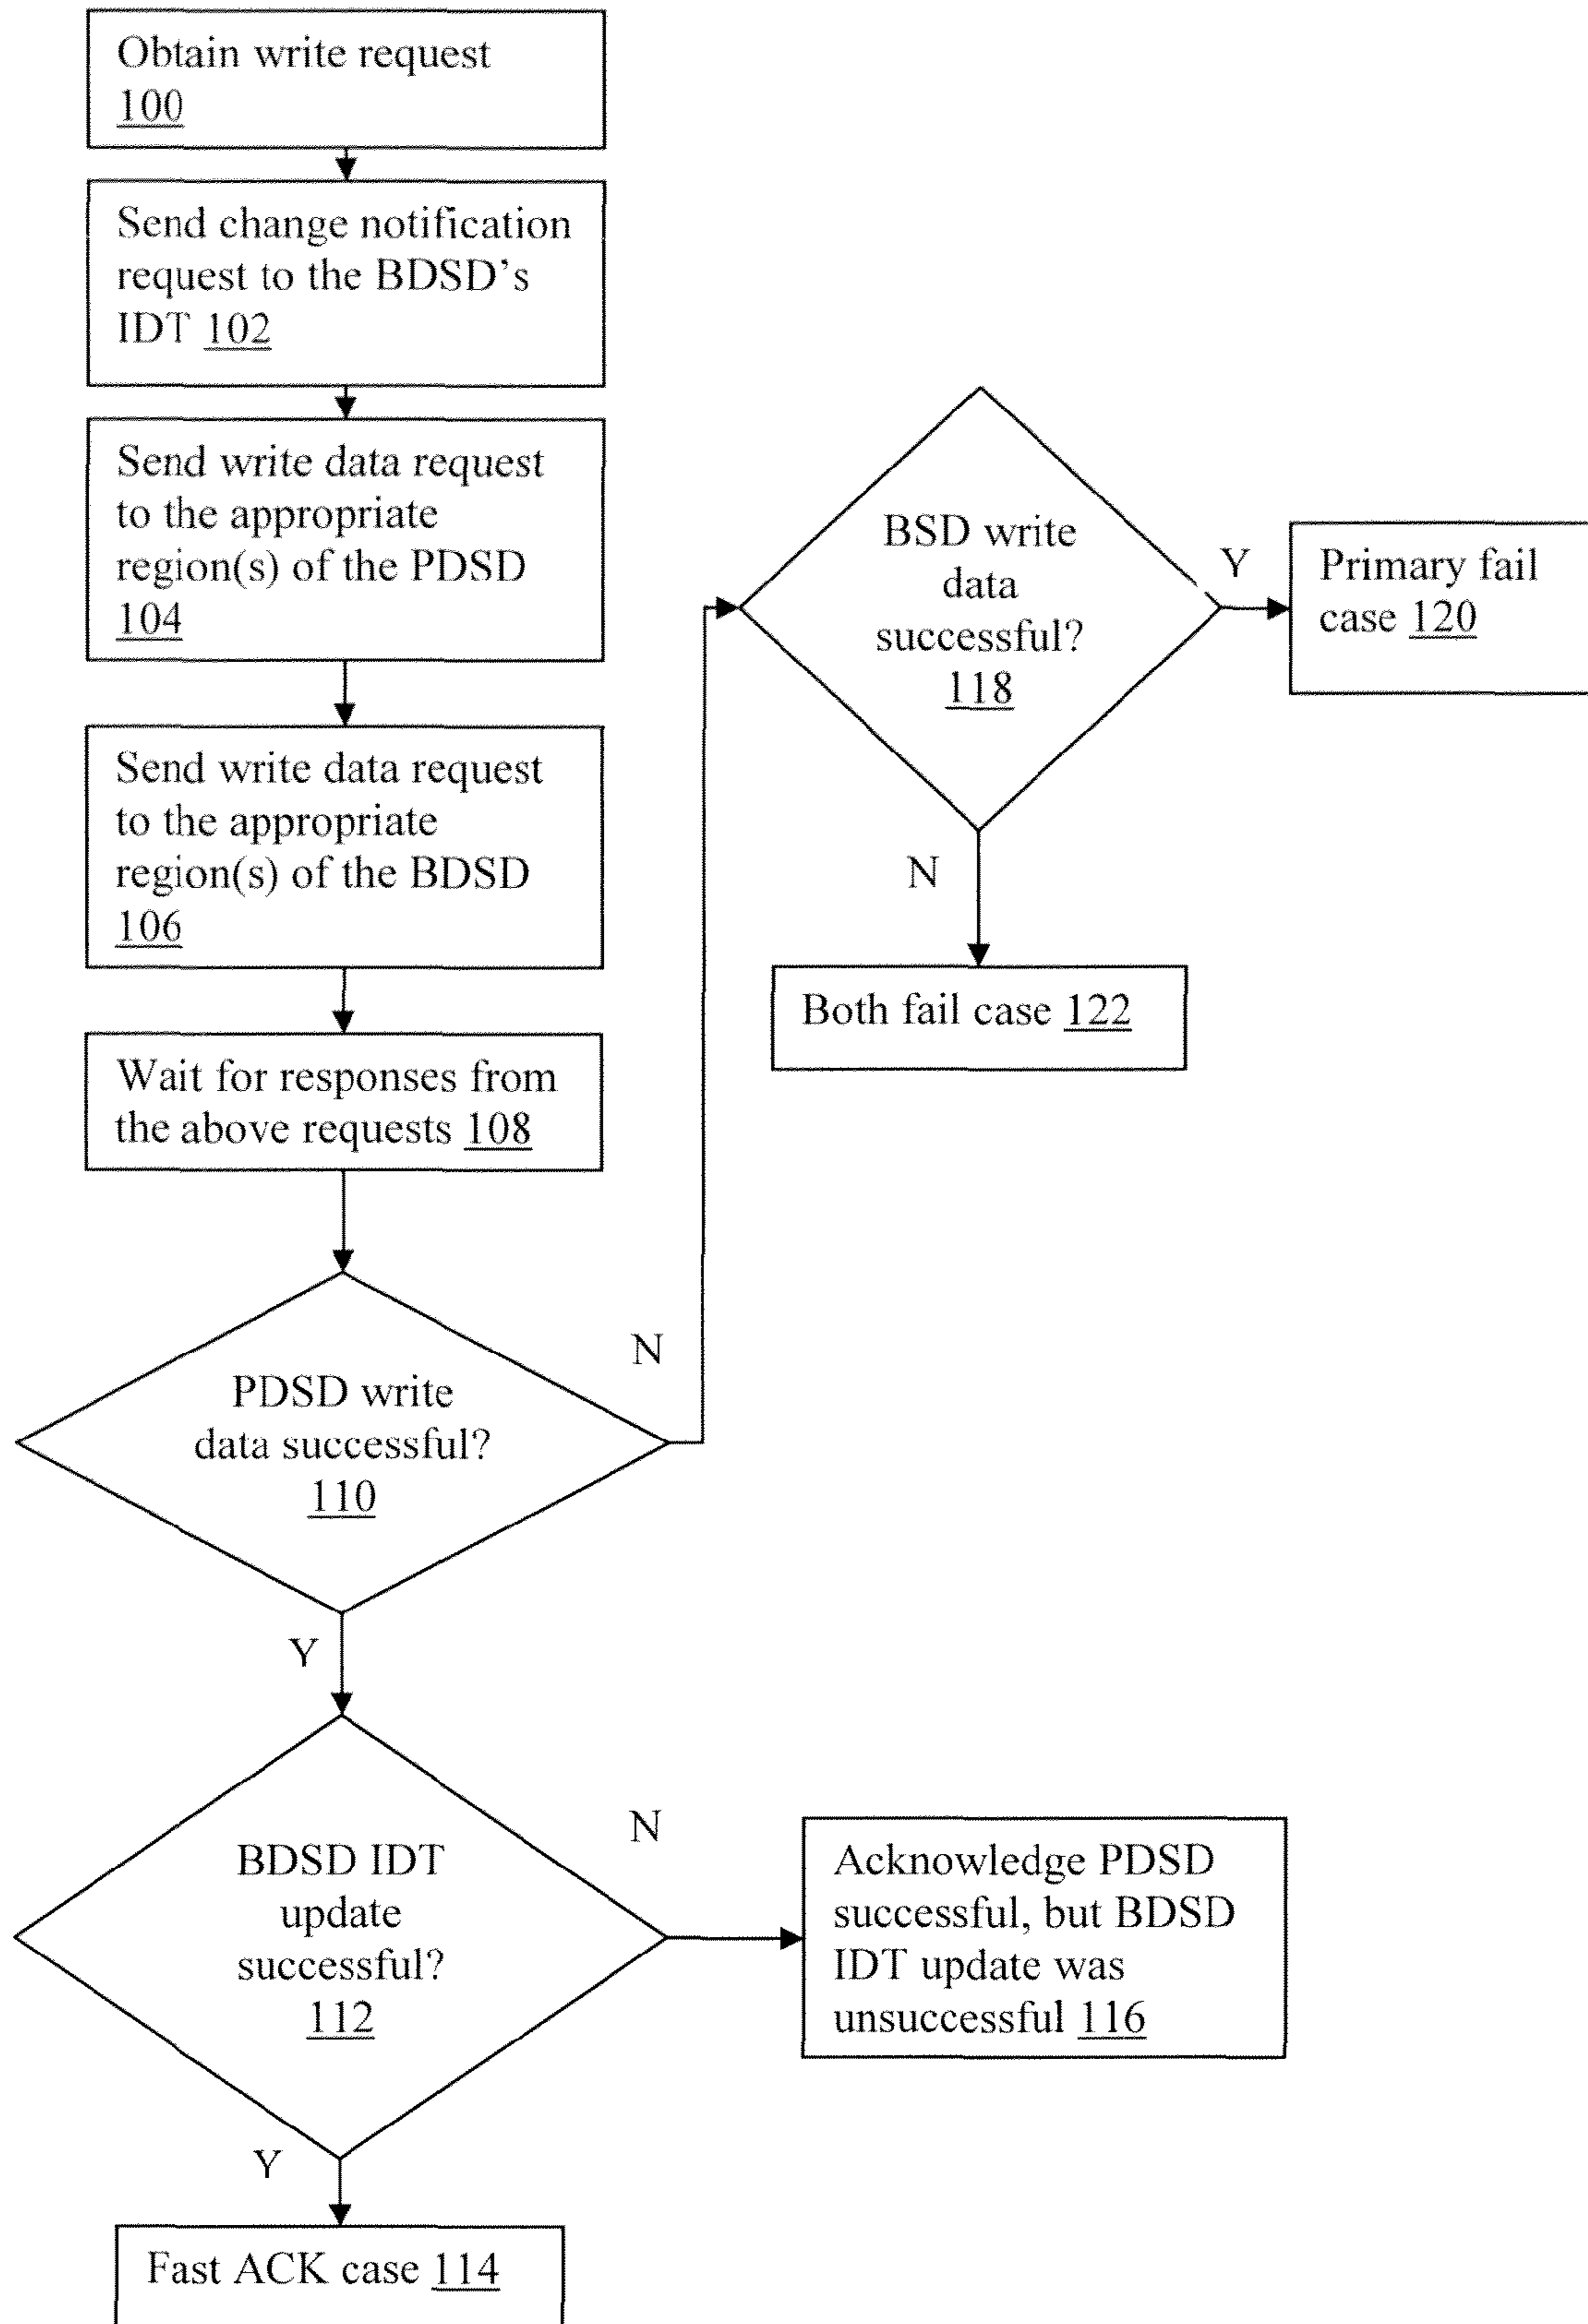 Obtain write request
100
Send change notification
request to the BDSD's
IDT 102
Send write data request
to the appropriate
region(s) of the PDSD
104
Send write data request
to the appropriate
region(s) of the BDSD
106
Wait for responses from
the above requests 108
PDSD write
data successful?
110
N
Y
BSD write
data
successful?
118
Y
Primary fail
case 120
N
Both fail case 122
BDSD IDT
update
successful?
112
N
Acknowledge PDSD
successful, but BDSD
IDT update was
unsuccessful 116
Y
Fast ACK case 114